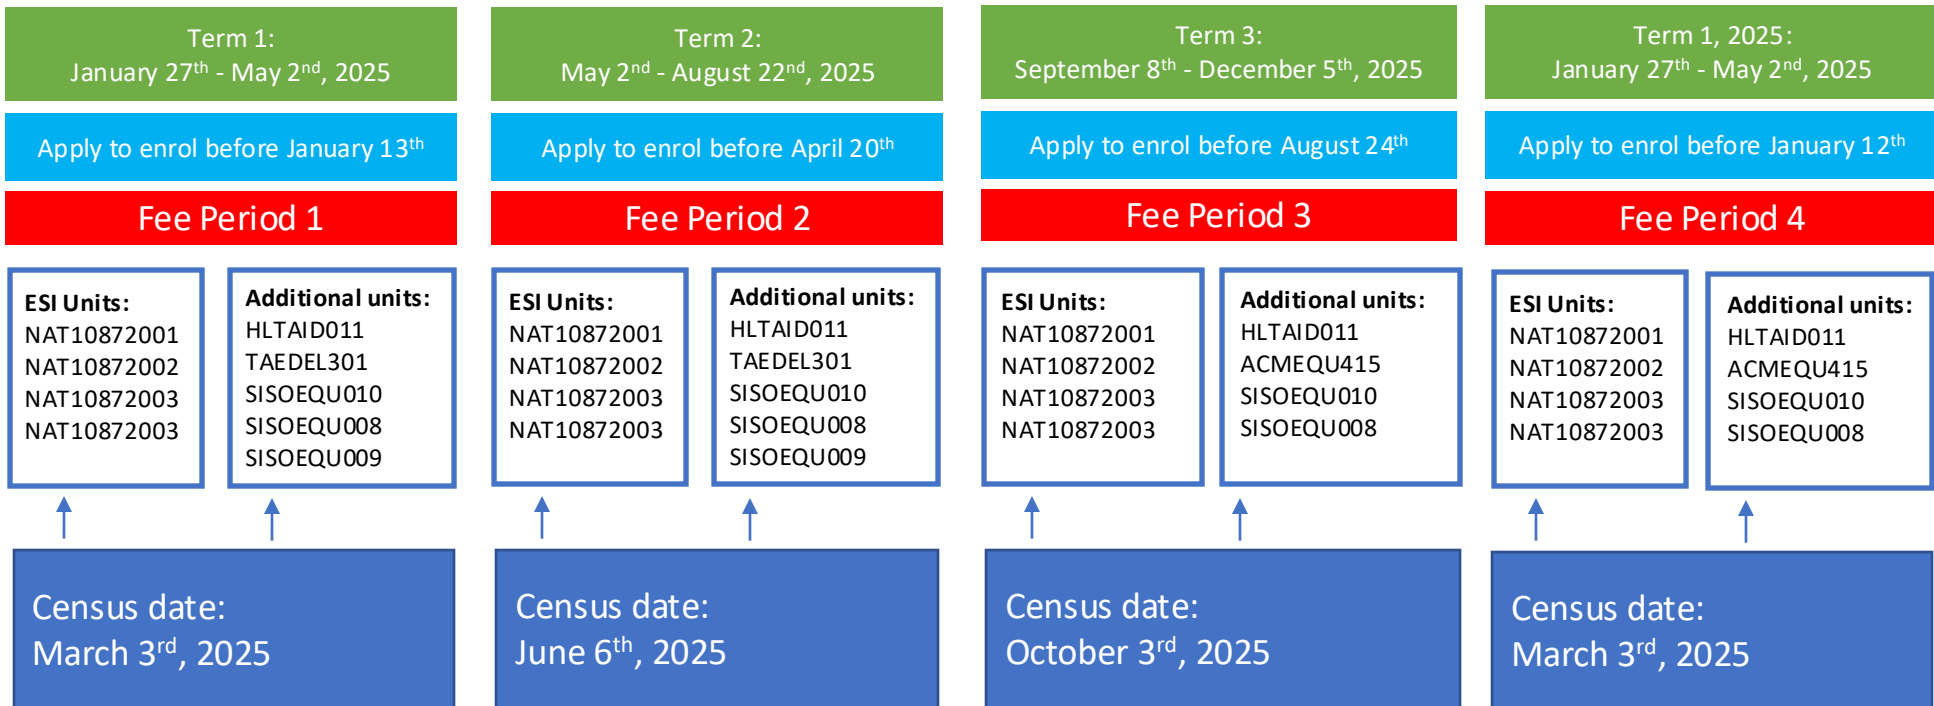 Term 1:
January 27th - May 2nd, 2025
Apply to enrol before January 13th
Fee Period 1
ESI Units:
NAT10872001
NAT10872002
NAT10872003
NAT10872003
Additional units:
HLTAID011
TAEDEL301
SISOEQU010
SISOEQU008
SISOEQU009
Census date:
March 3rd, 2025
Term 2:
May 2nd - August 22nd, 2025
Apply to enrol before April 20th
Fee Period 2
ESI Units:
NAT10872001
NAT10872002
NAT10872003
NAT10872003
Additional units:
HLTAID011
TAEDEL301
SISOEQU010
SISOEQU008
SISOEQU009
Census date:
June 6th, 2025
Term 3:
September 8th - December 5th, 2025
Apply to enrol before August 24th
Fee Period 3
ESI Units:
NAT10872001
NAT10872002
NAT10872003
NAT10872003
Additional units:
HLTAID011
ACMEQU415
SISOEQU010
SISOEQU008
Census date:
October 3rd, 2025
Term 1, 2025:
January 27th - May 2nd, 2025
Apply to enrol before January 12th
Fee Period 4
ESI Units:
NAT10872001
NAT10872002
NAT10872003
NAT10872003
Additional units:
HLTAID011
ACMEQU415
SISOEQU010
SISOEQU008
Census date:
March 3rd, 2025